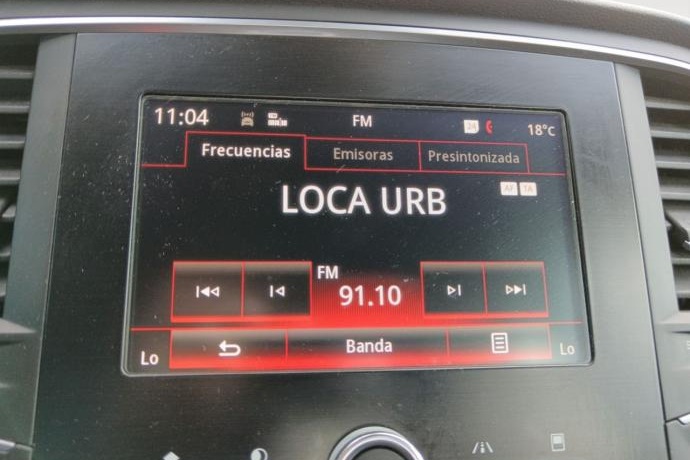 11:04 FM 18°C
Frecuencias Emisoras Presintonizada
AF TA
LOCA URB
FM
91.10
Lo Banda Lo